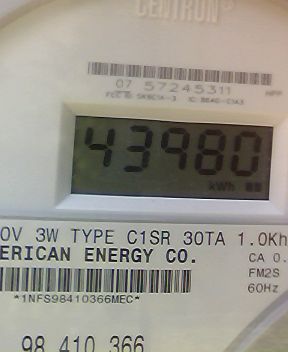 CENTRON®
07 57245311
43980
kWh
0V 3W TYPE C1SR 30TA 1.0Kh
ERICAN ENERGY CO.
CA 0.
FM2S
60Hz
*1NFS98410366MEC*
98 410 366